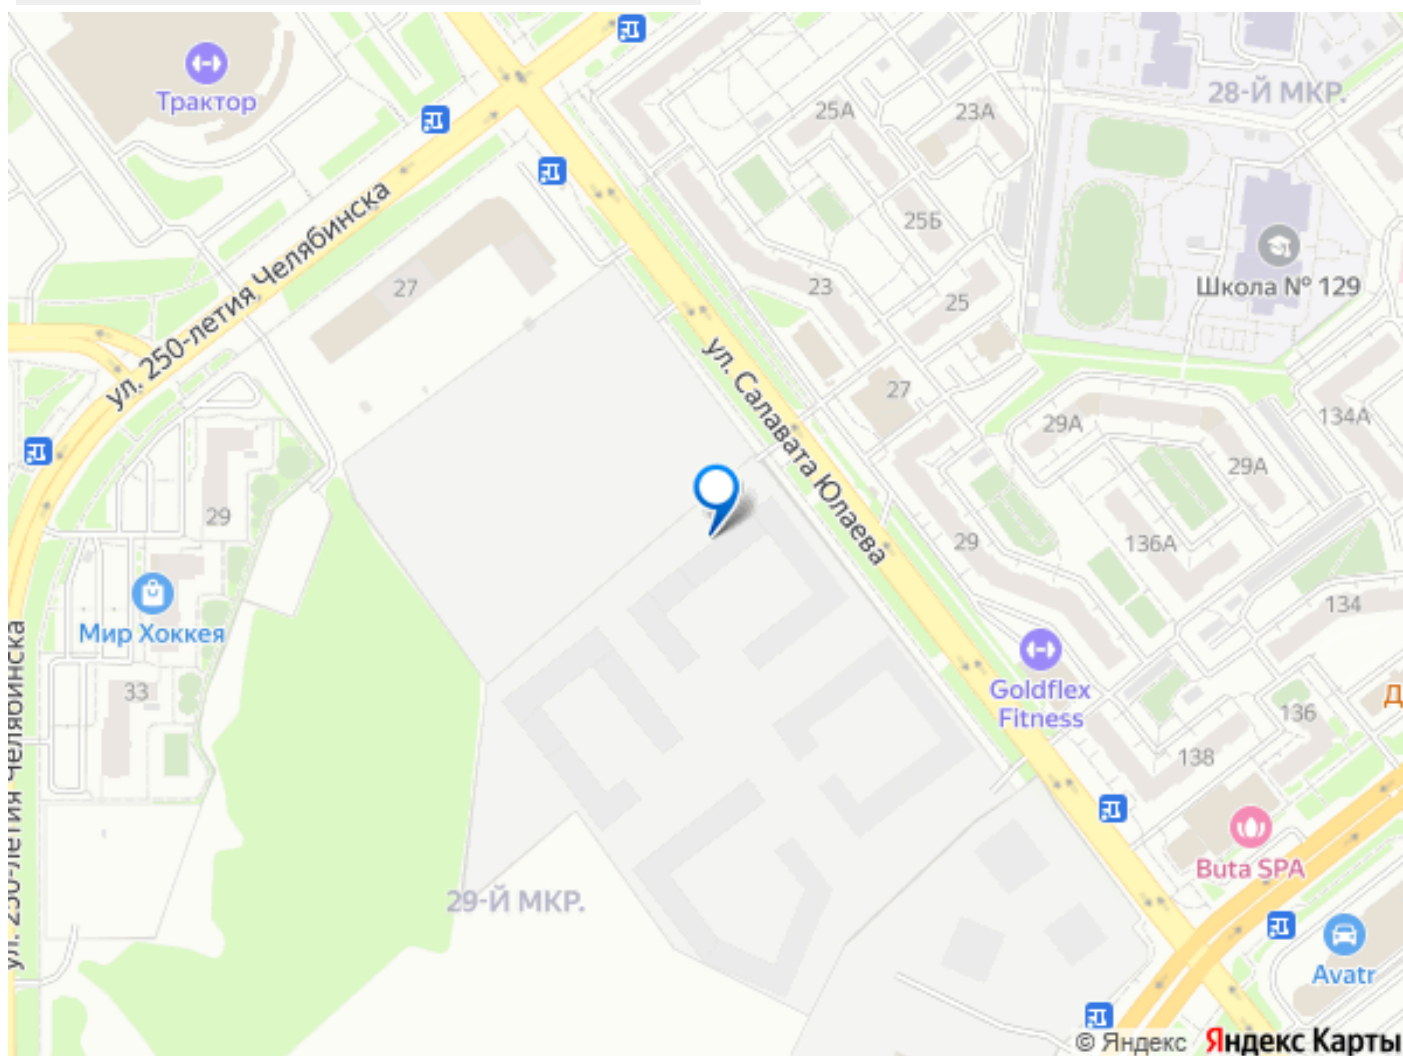 28-Й МКР.
Трактор
25А
23А
ул. 250-летия Челябинска
25Б
Школа № 129
23
27
25
ул. Салавата Юлаева
27
29А
134А
29А
29
29
136А
134
Мир Хоккея
ул. 250-летия Челябинска
33
Goldflex
Fitness
Д
136
138
Buta SPA
29-Й МКР.
Avatr
© Яндекс Яндекс Карты